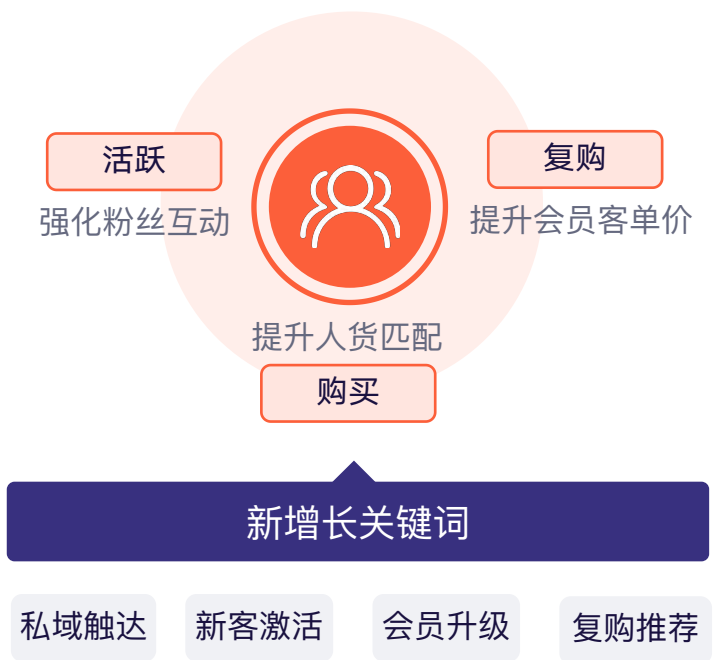 活跃
强化粉丝互动
复购
提升会员客单价
提升人货匹配
购买
新增长关键词
私域触达
新客激活
会员升级
复购推荐